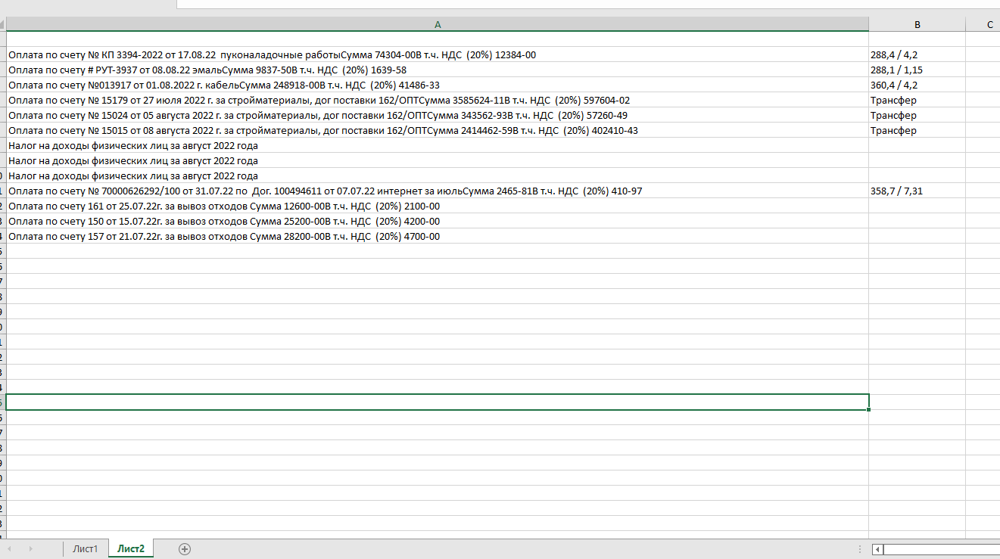 A B C
Оплата по счету № КП 3394-2022 от 17.08.22  пуконаладочные работыСумма 74304-00В т.ч. НДС  (20%) 12384-00 288,4 / 4,2
Оплата по счету # РУТ-3937 от 08.08.22 эмальСумма 9837-50В т.ч. НДС  (20%) 1639-58 288,1 / 1,15
Оплата по счету №013917 от 01.08.2022 г. кабельСумма 248918-00В т.ч. НДС  (20%) 41486-33 360,4 / 4,2
Оплата по счету № 15179 от 27 июля 2022 г. за стройматериалы, дог поставки 162/ОПТСумма 3585624-11В т.ч. НДС  (20%) 597604-02 Трансфер
Оплата по счету № 15024 от 05 августа 2022 г. за стройматериалы, дог поставки 162/ОПТСумма 343562-93В т.ч. НДС  (20%) 57260-49 Трансфер
Оплата по счету № 15015 от 08 августа 2022 г. за стройматериалы, дог поставки 162/ОПТСумма 2414462-59В т.ч. НДС  (20%) 402410-43 Трансфер
Налог на доходы физических лиц за август 2022 года
Налог на доходы физических лиц за август 2022 года
Налог на доходы физических лиц за август 2022 года
Оплата по счету № 70000626292/100 от 31.07.22 по  Дог. 100494611 от 07.07.22 интернет за июльСумма 2465-81В т.ч. НДС  (20%) 410-97 358,7 / 7,31
Оплата по счету 161 от 25.07.22г. за вывоз отходов Сумма 12600-00В т.ч. НДС  (20%) 2100-00
Оплата по счету 150 от 15.07.22г. за вывоз отходов Сумма 25200-00В т.ч. НДС  (20%) 4200-00
Оплата по счету 157 от 21.07.22г. за вывоз отходов Сумма 28200-00В т.ч. НДС  (20%) 4700-00
Лист1 Лист2